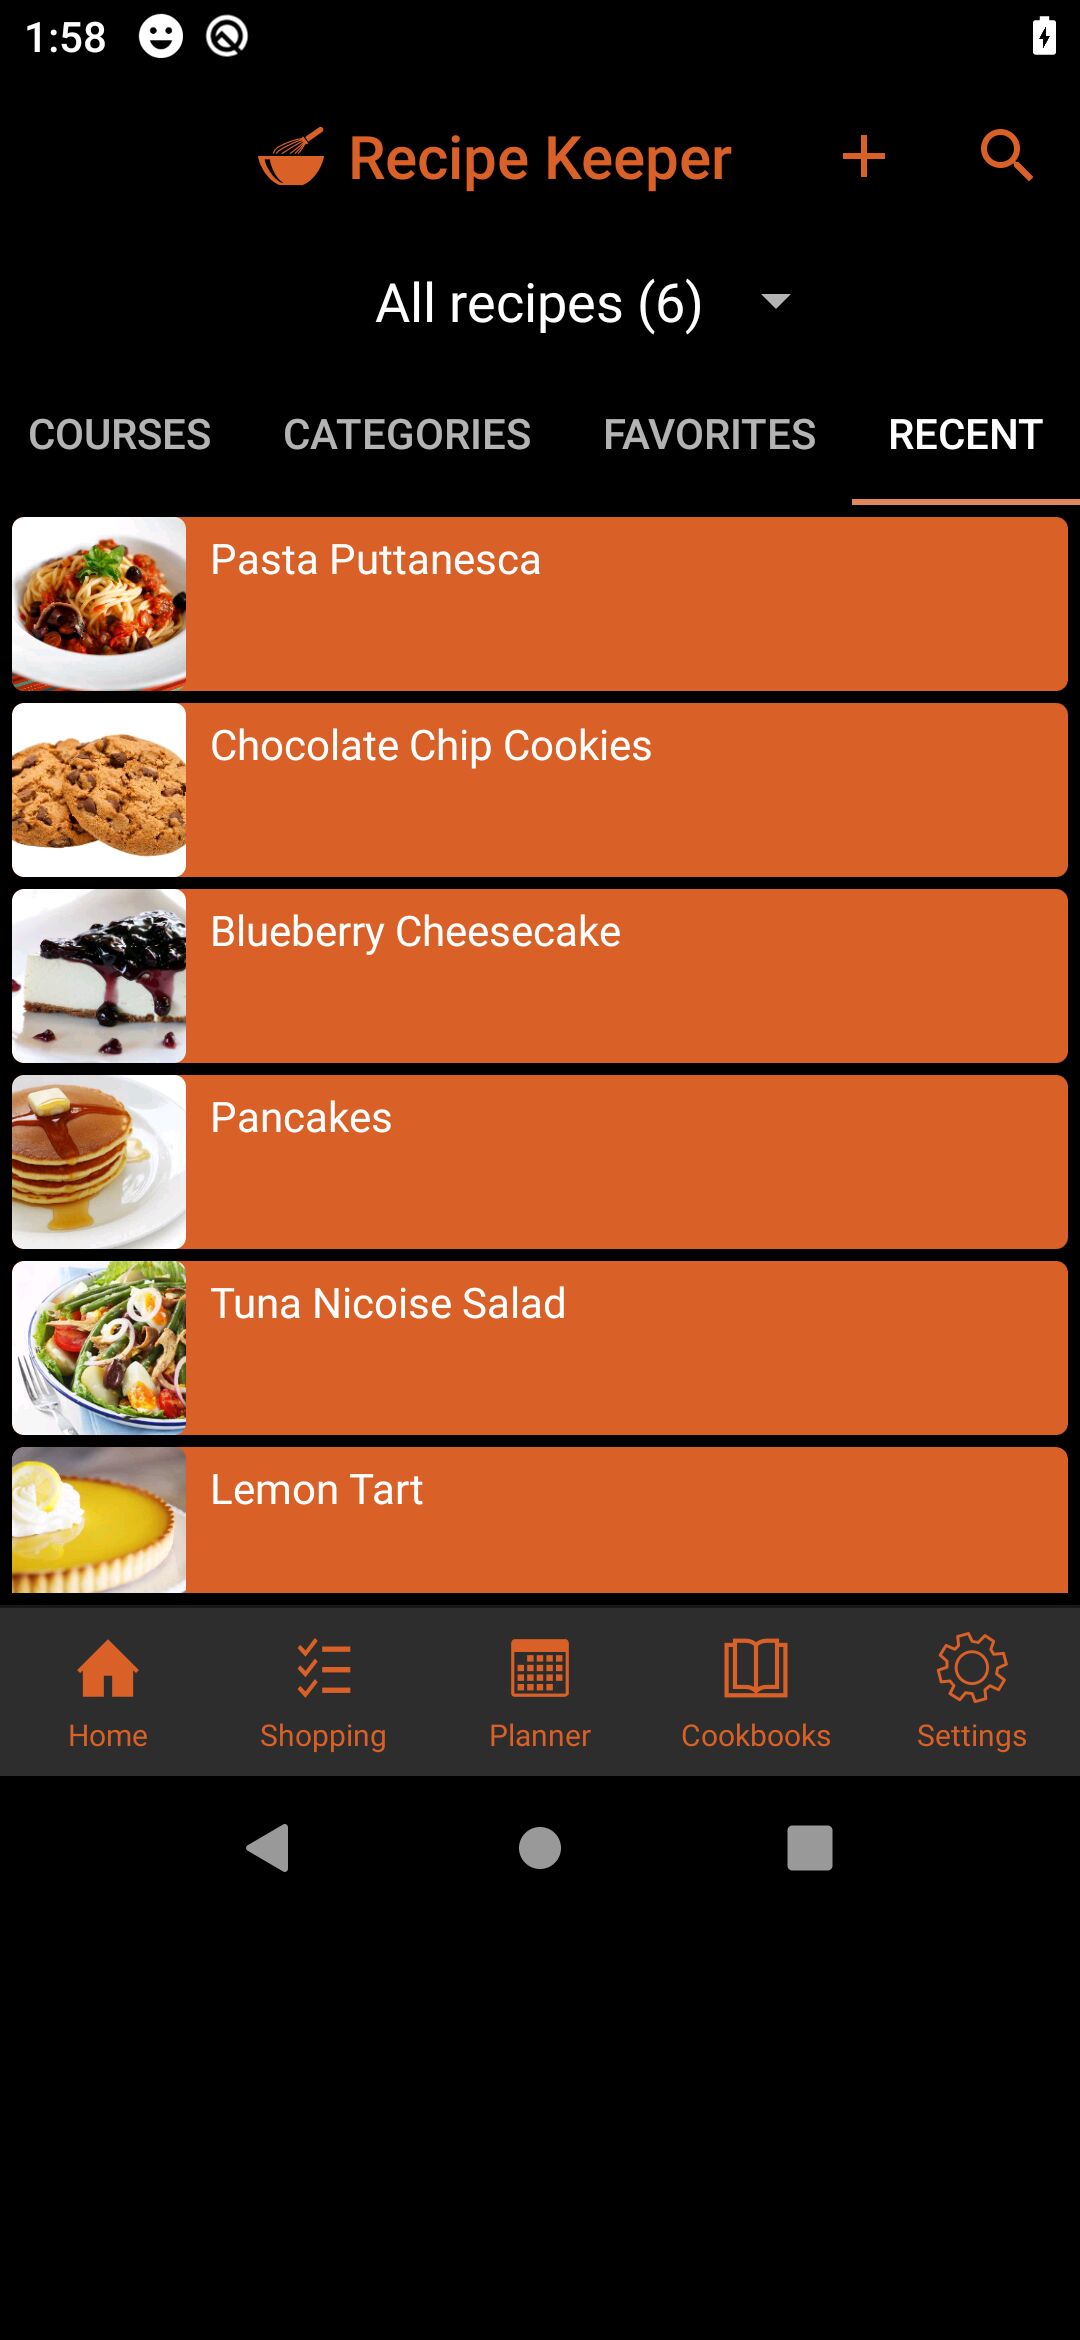 1:58
Recipe Keeper
All recipes (6)
COURSES CATEGORIES FAVORITES RECENT
Pasta Puttanesca
Chocolate Chip Cookies
Blueberry Cheesecake
Pancakes
Tuna Nicoise Salad
Lemon Tart
Home Shopping Planner Cookbooks Settings